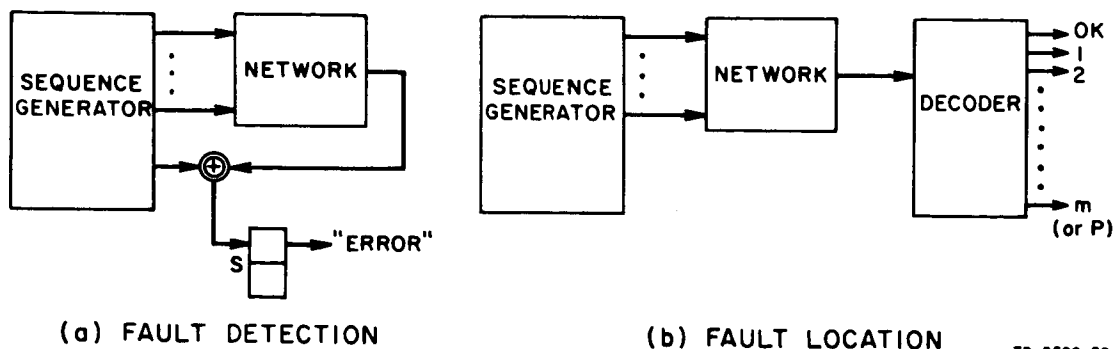 SEQUENCE
GENERATOR
NETWORK
"ERROR"
S
(a) FAULT DETECTION
SEQUENCE
GENERATOR
NETWORK
DECODER
OK
1
2
m
(or P)
(b) FAULT LOCATION